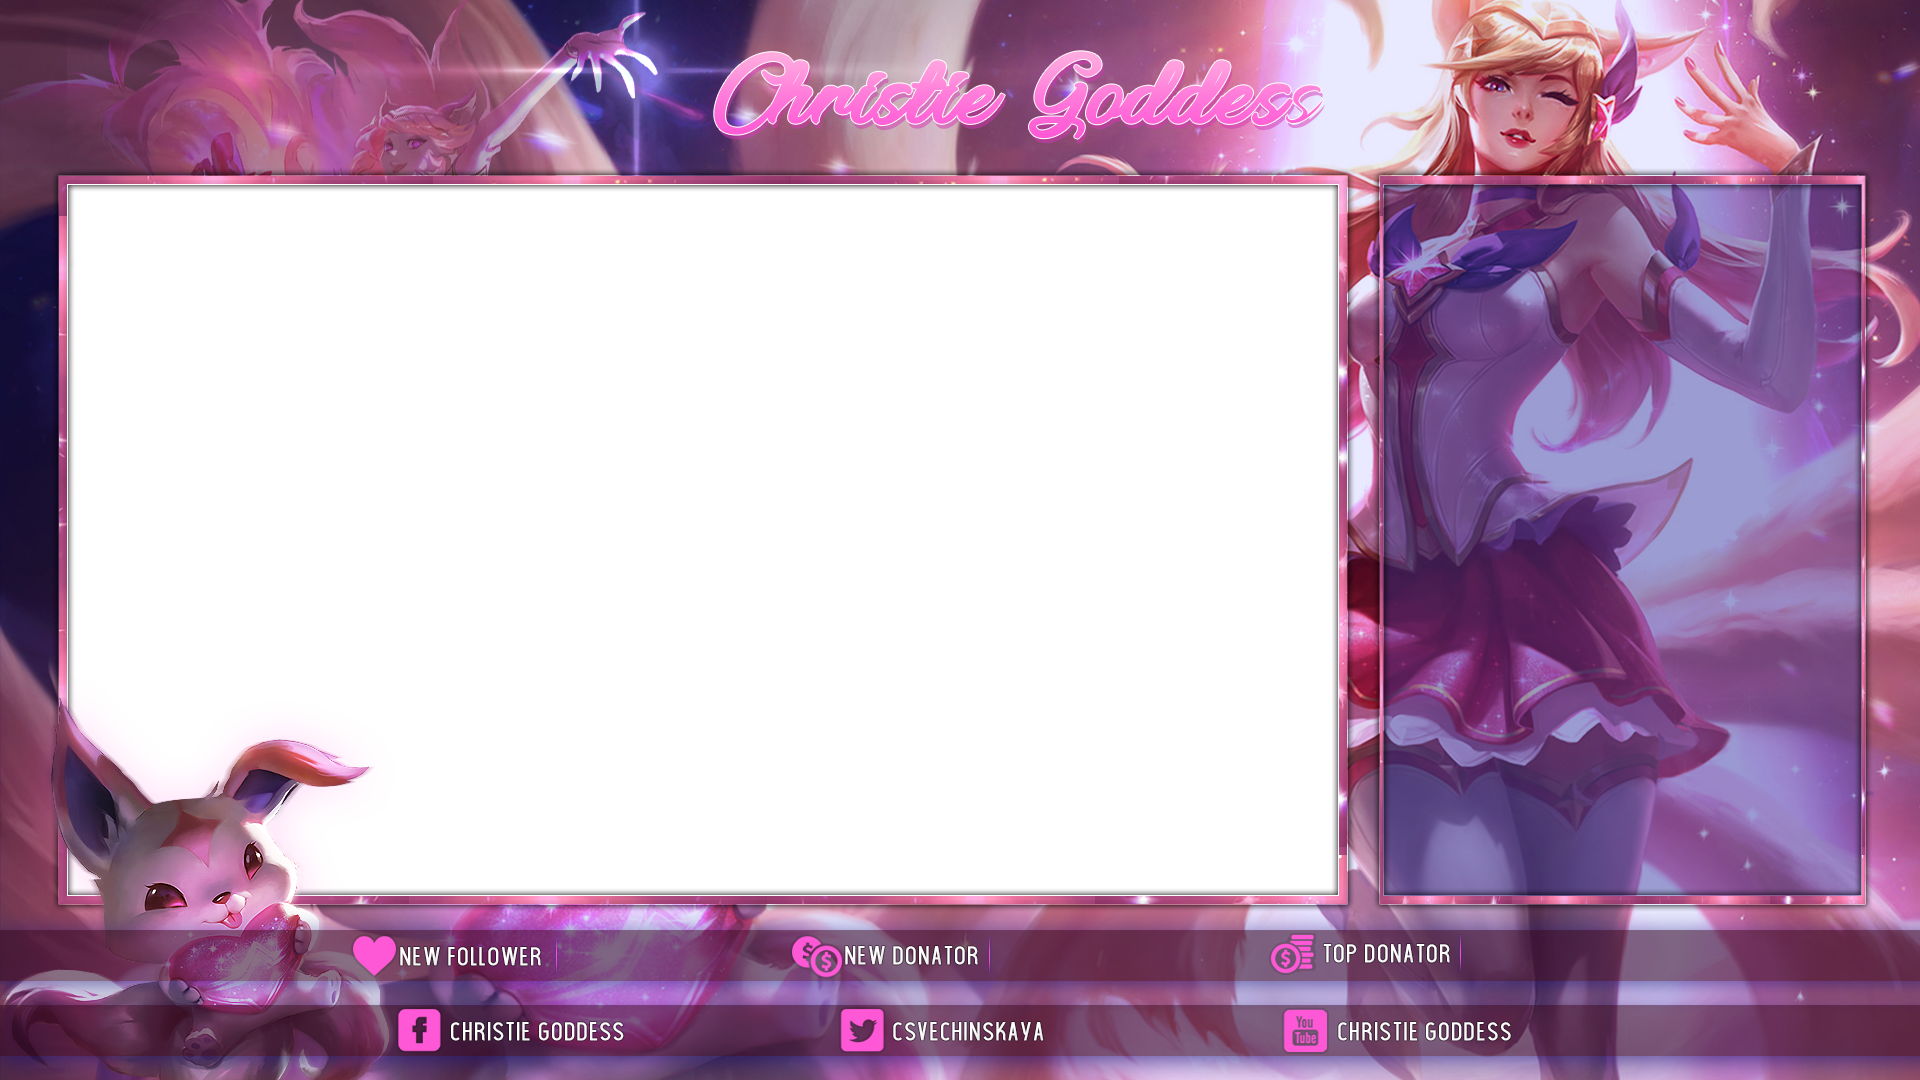 Christie Goddess
NEW FOLLOWER
NEW DONATOR
TOP DONATOR
CHRISTIE GODDESS
CSVECHINSKAYA
You
Tube
CHRISTIE GODDESS